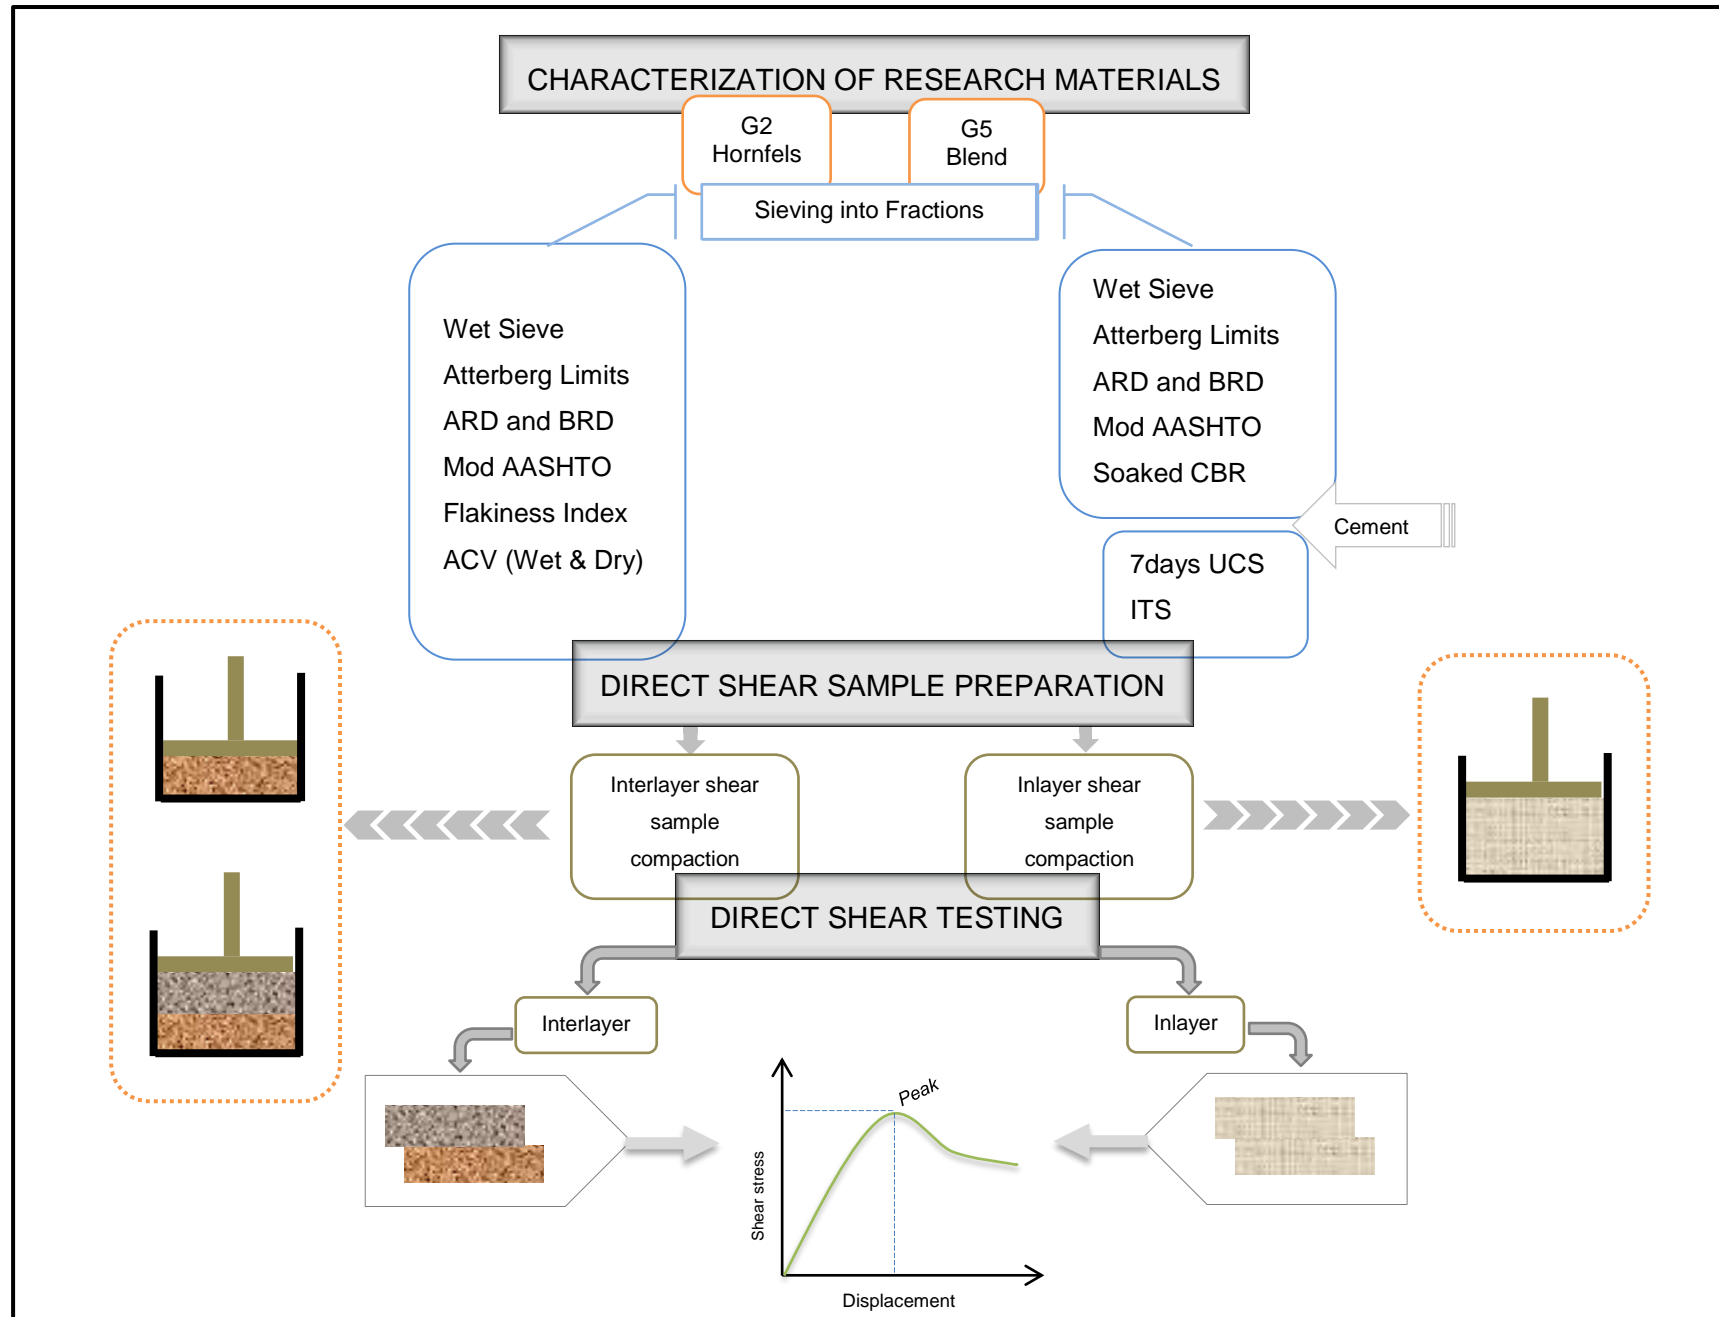 CHARACTERIZATION OF RESEARCH MATERIALS
G2
Hornfels
G5
Blend
Sieving into Fractions
Wet Sieve
Atterberg Limits
ARD and BRD
Mod AASHTO
Flakiness Index
ACV (Wet & Dry)
Wet Sieve
Atterberg Limits
ARD and BRD
Mod AASHTO
Soaked CBR
Cement
7days UCS
ITS
DIRECT SHEAR SAMPLE PREPARATION
Interlayer shear
sample
compaction
Inlayer shear
sample
compaction
DIRECT SHEAR TESTING
Interlayer
Inlayer
Peak
Shear stress
Displacement